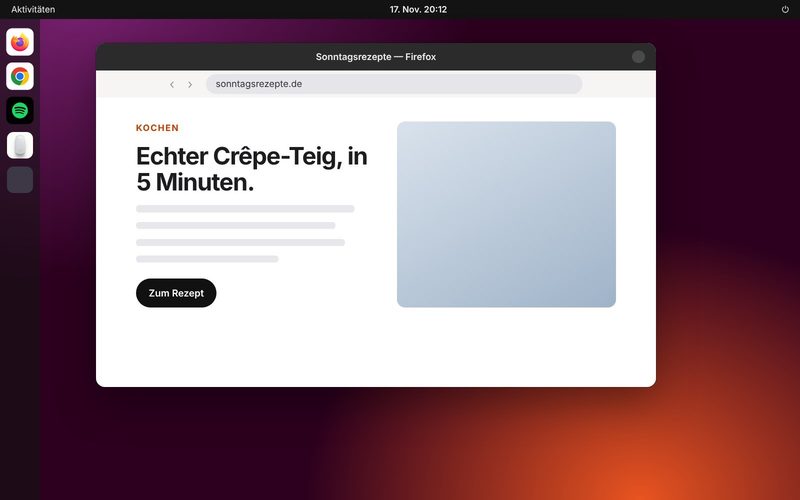 Aktivitäten
17. Nov. 20:12
Sonntagsrezepte — Firefox
sonntagsrezepte.de
KOCHEN
Echter Crêpe-Teig, in
5 Minuten.
Zum Rezept